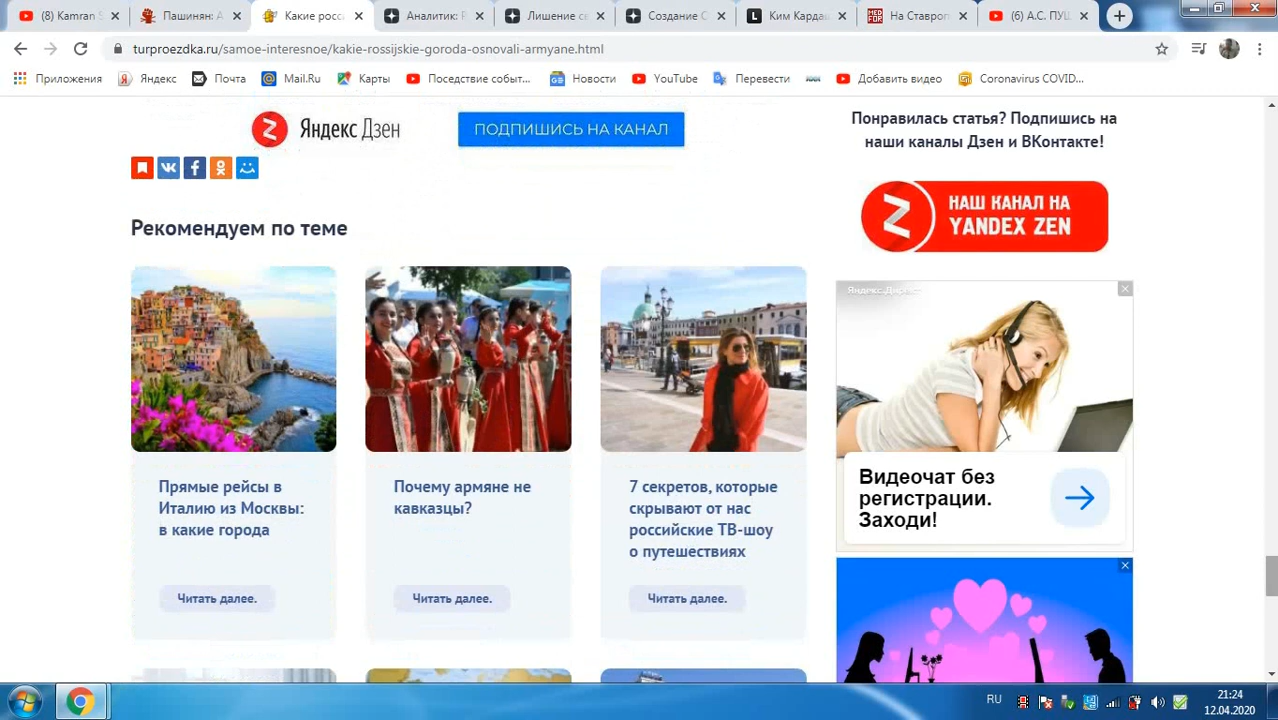 (8) Kamran S
Пашинян: А
Какие росс
Аналитик: Р
Лишение св
Создание С
Ким Кардаш
На Ставроп
(6) А.С. ПУШ
turproezdka.ru/samoe-interesnoe/kakie-rossijskie-goroda-osnovali-armyane.html
Приложения
Яндекс
Почта
Mail.Ru
Карты
Поседствие событ...
Новости
YouTube
Перевести
Добавить видео
Coronavirus COVID...
Яндекс Дзен
ПОДПИШИСЬ НА КАНАЛ
Понравилась статья? Подпишись на
наши каналы Дзен и ВКонтакте!
НАШ КАНАЛ НА
YANDEX ZEN
Рекомендуем по теме
Яндекс.Директ
Прямые рейсы в
Италию из Москвы:
в какие города
Читать далее.
Почему армяне не
кавказцы?
Читать далее.
7 секретов, которые
скрывают от нас
российские ТВ-шоу
о путешествиях
Читать далее.
Видеочат без
регистрации.
Заходи!
RU
21:24
12.04.2020